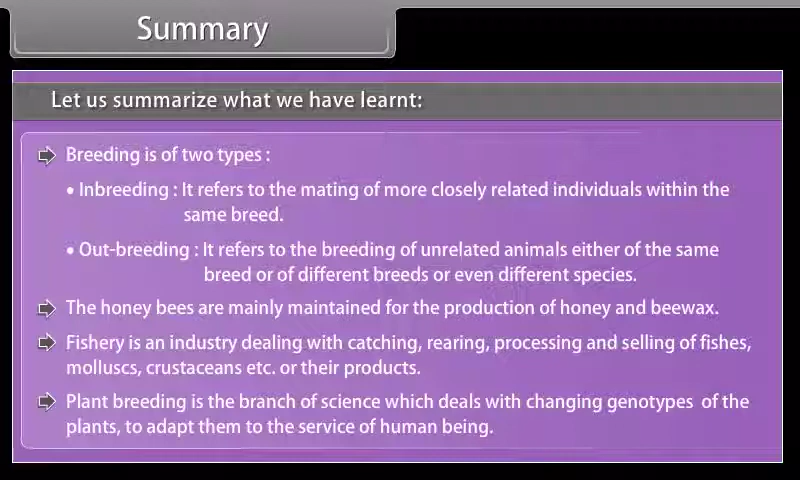 Summary
Let us summarize what we have learnt:
Breeding is of two types :
• Inbreeding : It refers to the mating of more closely related individuals within the
same breed.
• Out-breeding : It refers to the breeding of unrelated animals either of the same
breed or of different breeds or even different species.
The honey bees are mainly maintained for the production of honey and beewax.
Fishery is an industry dealing with catching, rearing, processing and selling of fishes,
molluscs, crustaceans etc. or their products.
Plant breeding is the branch of science which deals with changing genotypes of the
plants, to adapt them to the service of human being.